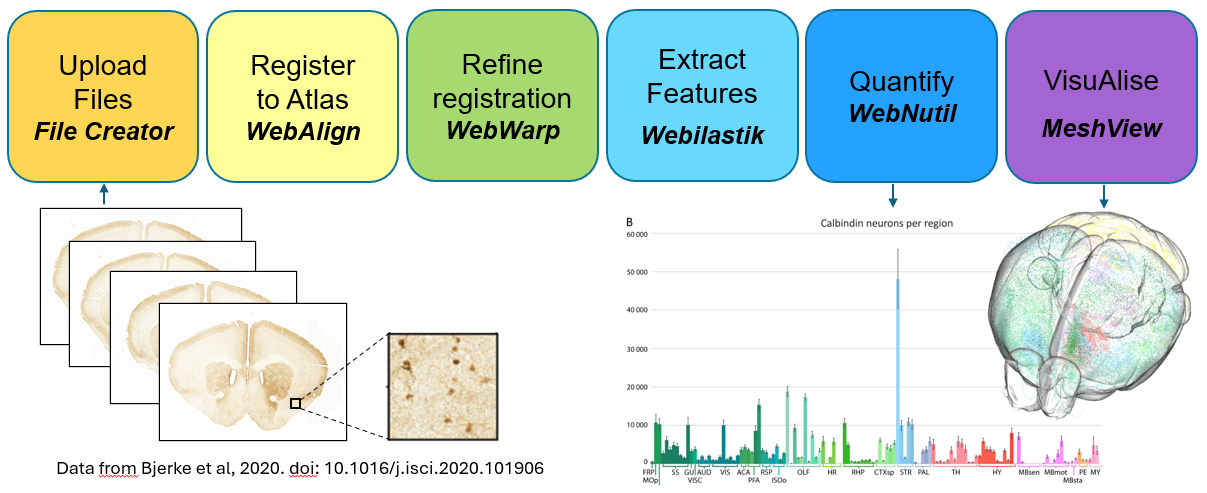 Upload
Files
File Creator
Register
to Atlas
WebAlign
Refine
registration
WebWarp
Extract
Features
Webilastik
Quantify
WebNutil
VisuAlise
MeshView
B
Calbindin neurons per region
60 000
50 000
40 000
30 000
20 000
10 000
0
FRP SS GU AUD VIS ACA RSP OLF HR RHP CTXsp STR PAL TH HY MBsen MBmot PE MY
MOp VISC PFA ISOo MBsta
Data from Bjerke et al, 2020. doi: 10.1016/j.isci.2020.101906